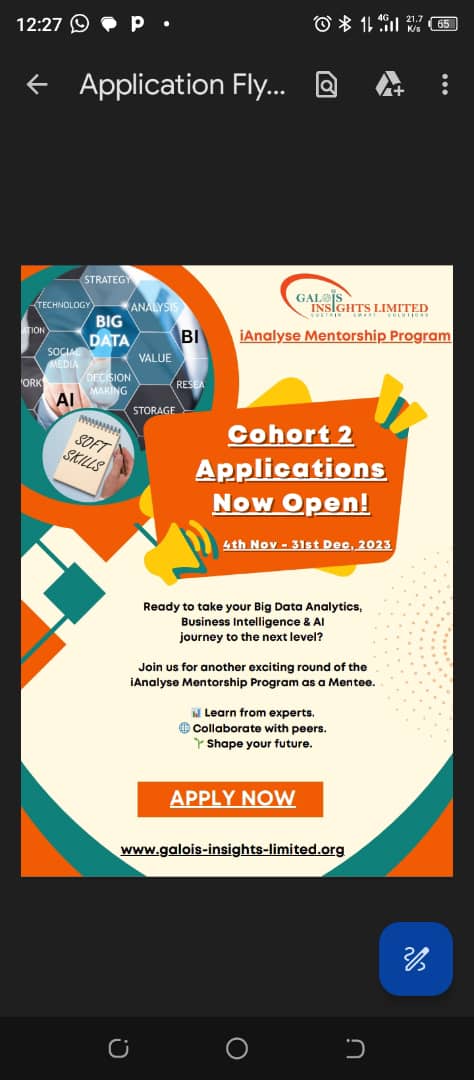 12:27
4G 21.7 K/s 65
Application Fly...
STRATEGY
TECHNOLOGY
ANALYSIS
BIG
DATA
BI
SOCIAL
MEDIA
VALUE
DECISION
MAKING
RESEA
AI
STORAGE
SOFT
SKILLS
GALOIS
INSIGHTS LIMITED
iAnalyse Mentorship Program
Cohort 2
Applications
Now Open!
4th Nov - 31st Dec, 2023
Ready to take your Big Data Analytics,
Business Intelligence & AI
journey to the next level?
Join us for another exciting round of the
iAnalyse Mentorship Program as a Mentee.
Learn from experts.
Collaborate with peers.
Shape your future.
APPLY NOW
www.galois-insights-limited.org